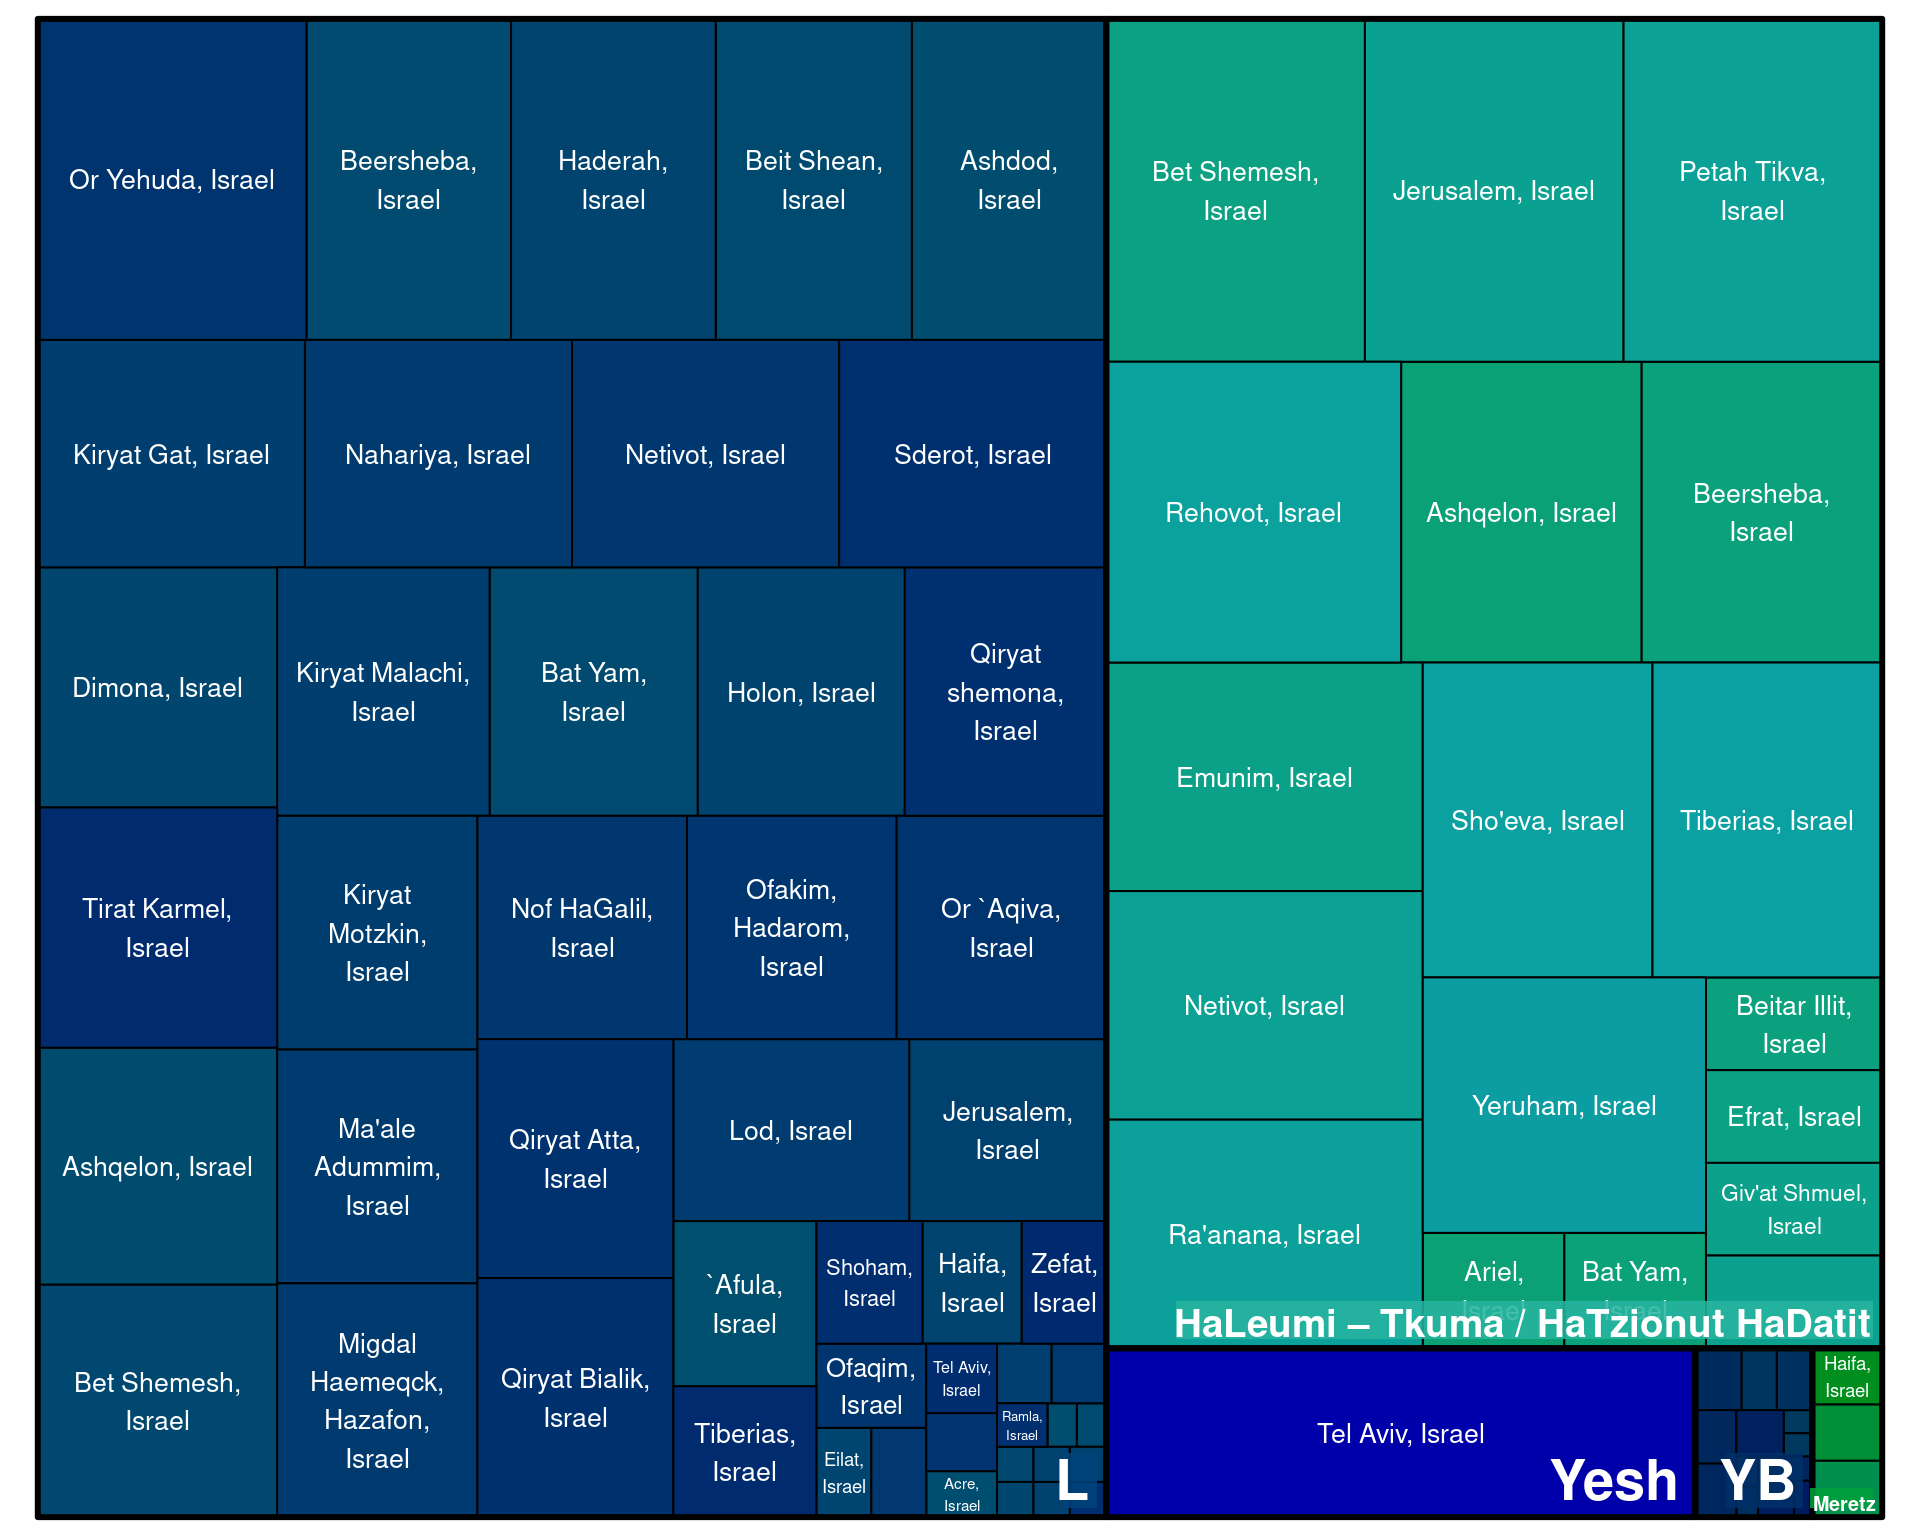 Or Yehuda, Israel
Beersheba,
Israel
Haderah,
Israel
Beit Shean,
Israel
Ashdod,
Israel
Kiryat Gat, Israel
Nahariya, Israel
Netivot, Israel
Sderot, Israel
Dimona, Israel
Kiryat Malachi,
Israel
Bat Yam,
Israel
Holon, Israel
Qiryat
shemona,
Israel
Tirat Karmel,
Israel
Kiryat
Motzkin,
Israel
Nof HaGalil,
Israel
Ofakim,
Hadarom,
Israel
Or `Aqiva,
Israel
Ashqelon, Israel
Ma'ale
Adummim,
Israel
Qiryat Atta,
Israel
Lod, Israel
Jerusalem,
Israel
Bet Shemesh,
Israel
Migdal
Haemeqck,
Hazafon,
Israel
Qiryat Bialik,
Israel
`Afula,
Israel
Shoham,
Israel
Haifa,
Israel
Zefat,
Israel
Tiberias,
Israel
Ofaqim,
Israel
Tel Aviv,
Israel
Ramla,
Israel
Eilat,
Israel
Acre,
Israel
L
Bet Shemesh,
Israel
Jerusalem, Israel
Petah Tikva,
Israel
Rehovot, Israel
Ashqelon, Israel
Beersheba,
Israel
Emunim, Israel
Sho'eva, Israel
Tiberias, Israel
Netivot, Israel
Yeruham, Israel
Beitar Illit,
Israel
Efrat, Israel
Giv'at Shmuel,
Israel
Ra'anana, Israel
Ariel,
Israel
Bat Yam,
Israel
HaLeumi – Tkuma / HaTzionut HaDatit
Tel Aviv, Israel
Yesh
YB
Haifa,
Israel
Meretz